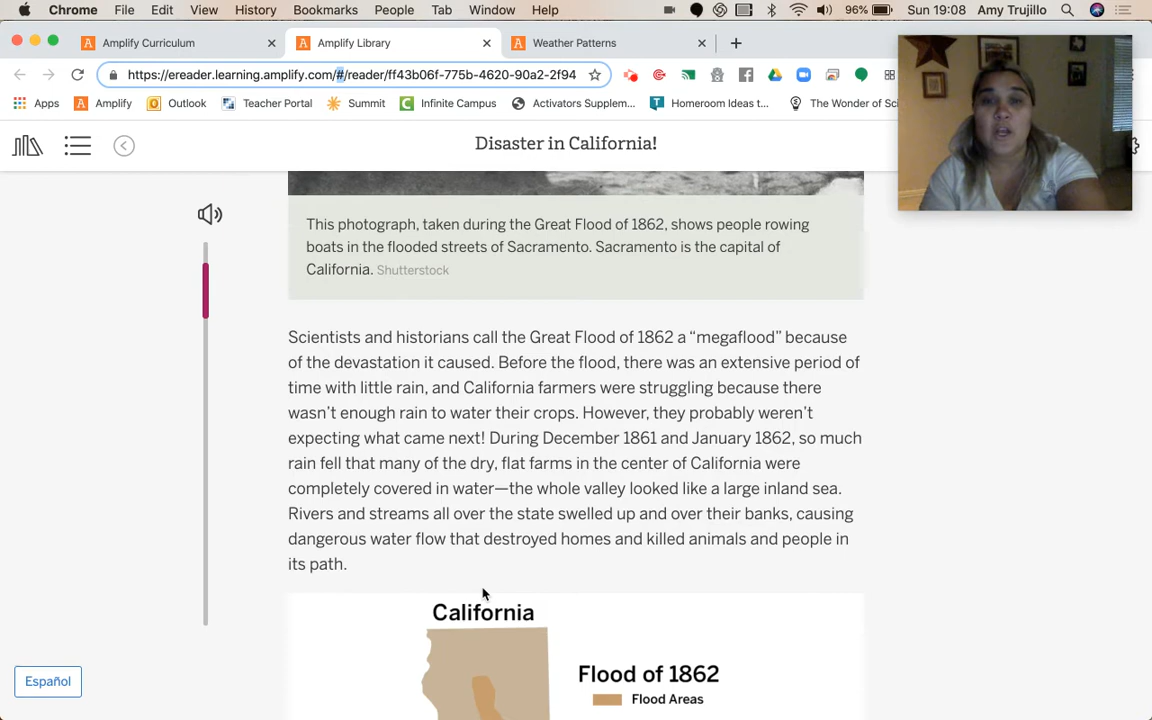 Chrome File Edit View History Bookmarks People Tab Window Help 96% Sun 19:08 Amy Trujillo
Amplify Curriculum Amplify Library Weather Patterns
https://ereader.learning.amplify.com/#/reader/ff43b06f-775b-4620-90a2-2f94
Apps Amplify Outlook Teacher Portal Summit Infinite Campus Activators Supplem... Homeroom Ideas t... The Wonder of Sci
Disaster in California!
This photograph, taken during the Great Flood of 1862, shows people rowing
boats in the flooded streets of Sacramento. Sacramento is the capital of
California. Shutterstock
Scientists and historians call the Great Flood of 1862 a “megaflood” because
of the devastation it caused. Before the flood, there was an extensive period of
time with little rain, and California farmers were struggling because there
wasn’t enough rain to water their crops. However, they probably weren’t
expecting what came next! During December 1861 and January 1862, so much
rain fell that many of the dry, flat farms in the center of California were
completely covered in water—the whole valley looked like a large inland sea.
Rivers and streams all over the state swelled up and over their banks, causing
dangerous water flow that destroyed homes and killed animals and people in
its path.
California
Flood of 1862
Flood Areas
Español